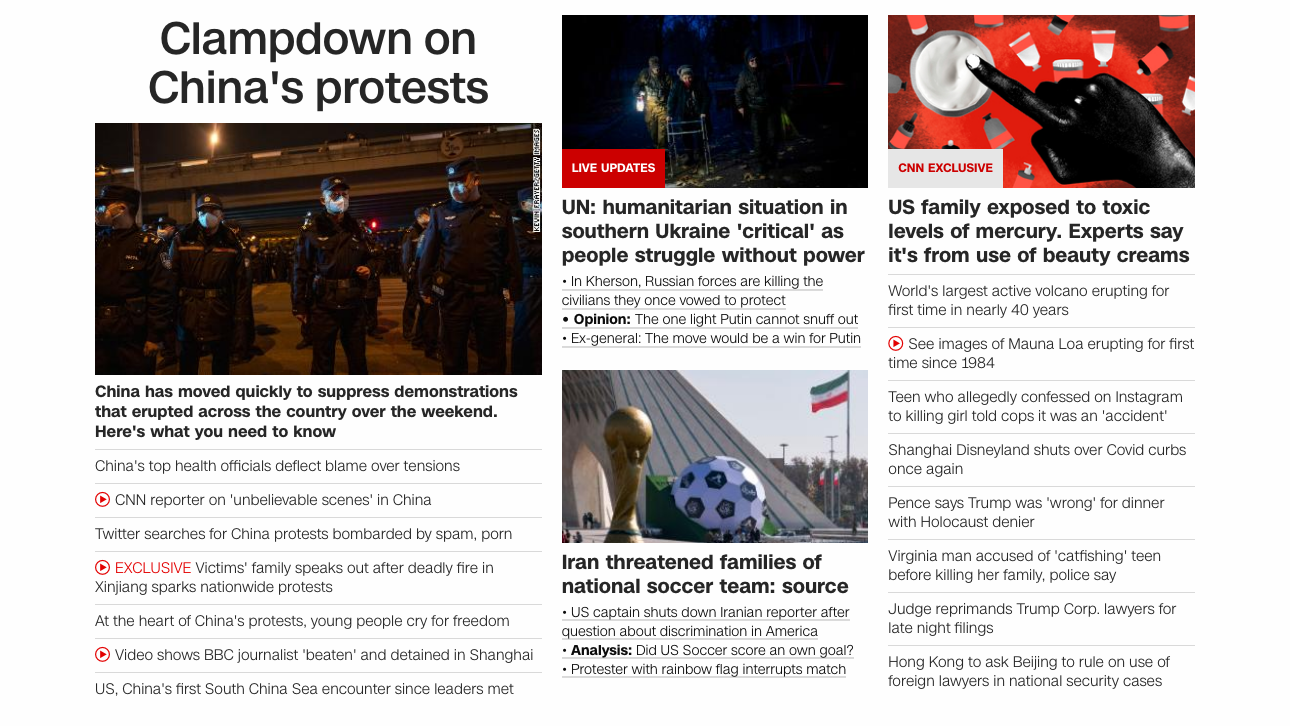 Clampdown on
China's protests
KEVIN FRAYER/GETTY IMAGES
China has moved quickly to suppress demonstrations
that erupted across the country over the weekend.
Here's what you need to know
China's top health officials deflect blame over tensions
CNN reporter on 'unbelievable scenes' in China
Twitter searches for China protests bombarded by spam, porn
EXCLUSIVE Victims' family speaks out after deadly fire in
Xinjiang sparks nationwide protests
At the heart of China's protests, young people cry for freedom
Video shows BBC journalist 'beaten' and detained in Shanghai
US, China's first South China Sea encounter since leaders met
LIVE UPDATES
UN: humanitarian situation in
southern Ukraine 'critical' as
people struggle without power
• In Kherson, Russian forces are killing the
civilians they once vowed to protect
• Opinion: The one light Putin cannot snuff out
• Ex-general: The move would be a win for Putin
Iran threatened families of
national soccer team: source
• US captain shuts down Iranian reporter after
question about discrimination in America
• Analysis: Did US Soccer score an own goal?
• Protester with rainbow flag interrupts match
CNN EXCLUSIVE
US family exposed to toxic
levels of mercury. Experts say
it's from use of beauty creams
World's largest active volcano erupting for
first time in nearly 40 years
See images of Mauna Loa erupting for first
time since 1984
Teen who allegedly confessed on Instagram
to killing girl told cops it was an 'accident'
Shanghai Disneyland shuts over Covid curbs
once again
Pence says Trump was 'wrong' for dinner
with Holocaust denier
Virginia man accused of 'catfishing' teen
before killing her family, police say
Judge reprimands Trump Corp. lawyers for
late night filings
Hong Kong to ask Beijing to rule on use of
foreign lawyers in national security cases